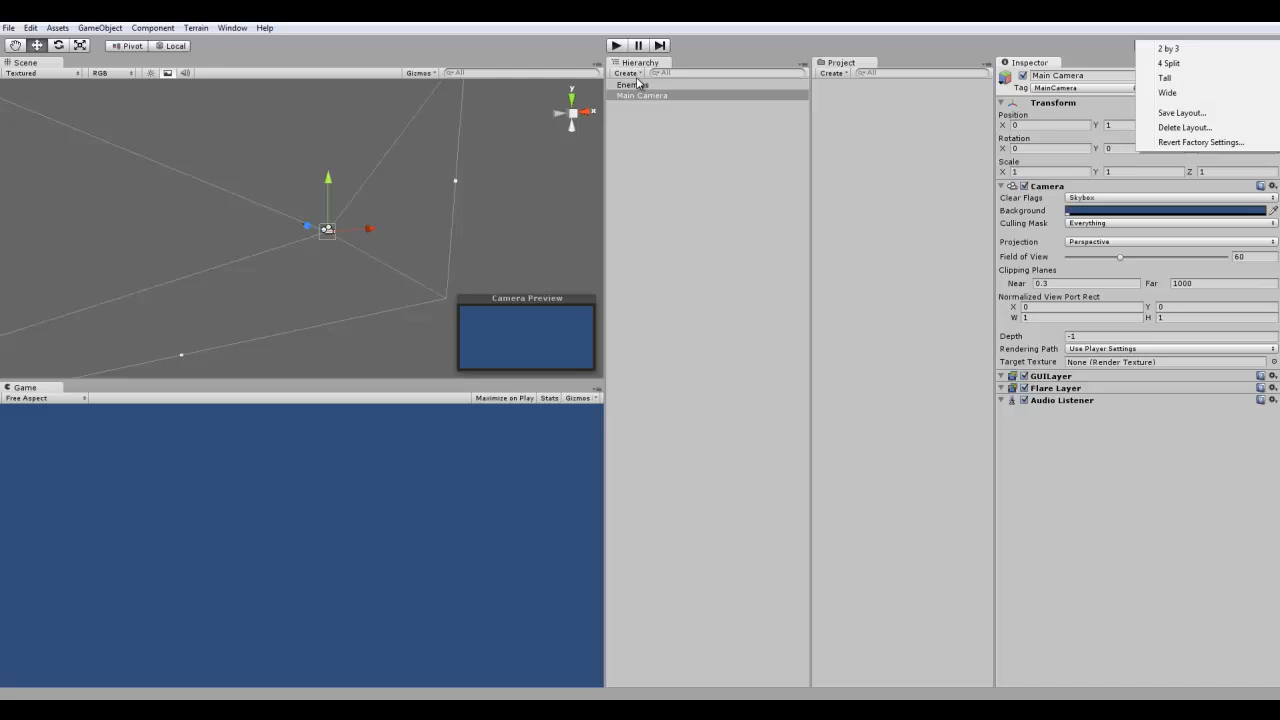 File Edit Assets GameObject Component Terrain Window Help
Pivot Local
Scene
Textured RGB Gizmos All
y
x
Camera Preview
Game
Free Aspect Maximize on Play Stats Gizmos
Hierarchy
Create All
Enemies
Main Camera
Project
Create All
Inspector
Main Camera
Tag MainCamera
2 by 3
4 Split
Tall
Wide
Save Layout...
Delete Layout...
Revert Factory Settings...
Transform
Position
X 0 Y 1
Rotation
X 0 Y 0
Scale
X 1 Y 1 Z 1
Camera
Clear Flags Skybox
Background
Culling Mask Everything
Projection Perspective
Field of View 60
Clipping Planes
Near 0.3 Far 1000
Normalized View Port Rect
X 0 Y 0
W 1 H 1
Depth -1
Rendering Path Use Player Settings
Target Texture None (Render Texture)
GUILayer
Flare Layer
Audio Listener